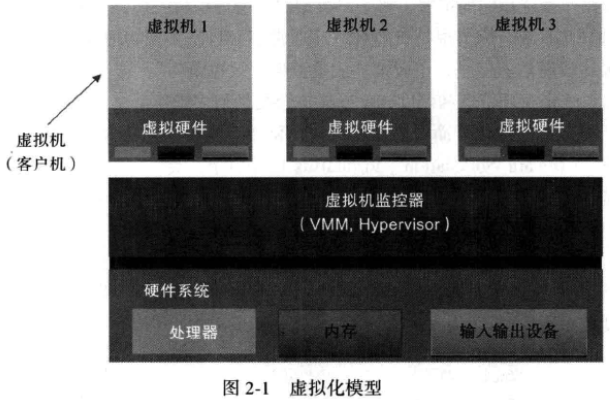 虚拟机 1
虚拟机 2
虚拟机 3
虚拟硬件
虚拟硬件
虚拟硬件
虚拟机
（客户机）
虚拟机监控器
（VMM, Hypervisor）
硬件系统
处理器
内存
输入输出设备
图 2-1 虚拟化模型